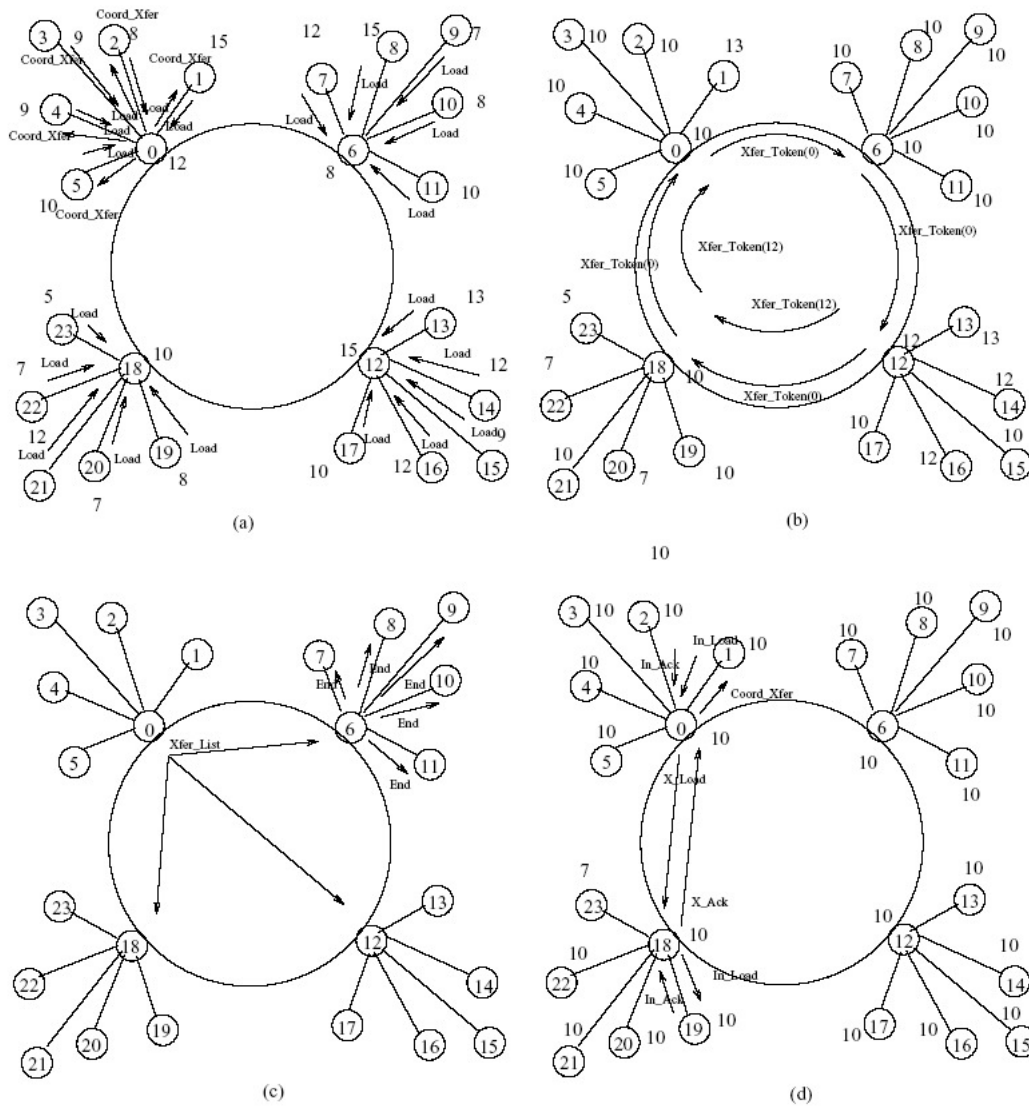 Coord_Xfer
3 9 2 8 15
Coord_Xfer Coord_Xfer
1
9 4 Load Load
Load Load
Coord_Xfer Load
0 12
5
10 Coord_Xfer
12 15 8 9 7
7 Load Load
10 8
Load Load
6
8 11 10
Load
5 Load
23
10
7 Load 18
22
12
Load Load Load
21 20 19
7 8
13
Load
13
15 12 Load 12
14
Load Load Load 9
17 16 15
10 12
(a)
3 10 2 10 13
1
10 4
10
0
10 5
10 10 9
7 8 10
10
10
6 10
11
10
Xfer_Token(0)
Xfer_Token(0)
Xfer_Token(12)
Xfer_Token(0)
Xfer_Token(12)
Xfer_Token(0)
5
23
7 18 10
22
10
21 20 19
7 10
12 13
13
12
12
14
10 10
17 12 16 15
(b)
3 2
1
4
0
5
Xfer_List
8 9
7
End End
End 10
6 End
11
End
23
18
22
21 20 19
13
12
14
17 16 15
(c)
10
3 10 2 10
In_Load 10
In_Ack 1
10
4 Coord_Xfer
0
10 10
5
X_Load
10 9
10 8 10
7
10
6 10
10 11
10
7
23
X_Ack
10 18 10
22
In_Load
In_Ack
10 20 10 19 10
21
10
13
10
12 10
14
10
10 17 10 16 15
(d)